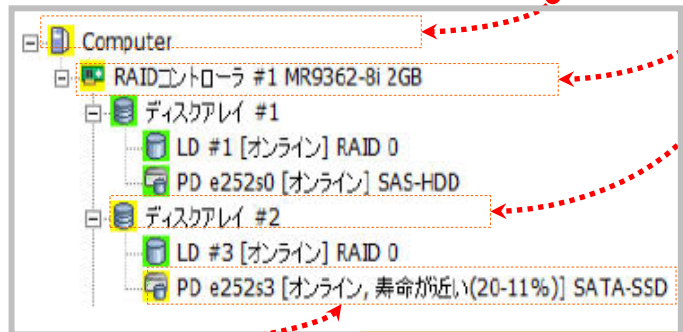 Computer
RAIDコントローラ #1 MR9362-8i 2GB
ディスクアレイ #1
LD #1 [オンライン] RAID 0
PD e252s0 [オンライン] SAS-HDD
ディスクアレイ #2
LD #3 [オンライン] RAID 0
PD e252s3 [オンライン, 寿命が近い(20-11%)] SATA-SSD